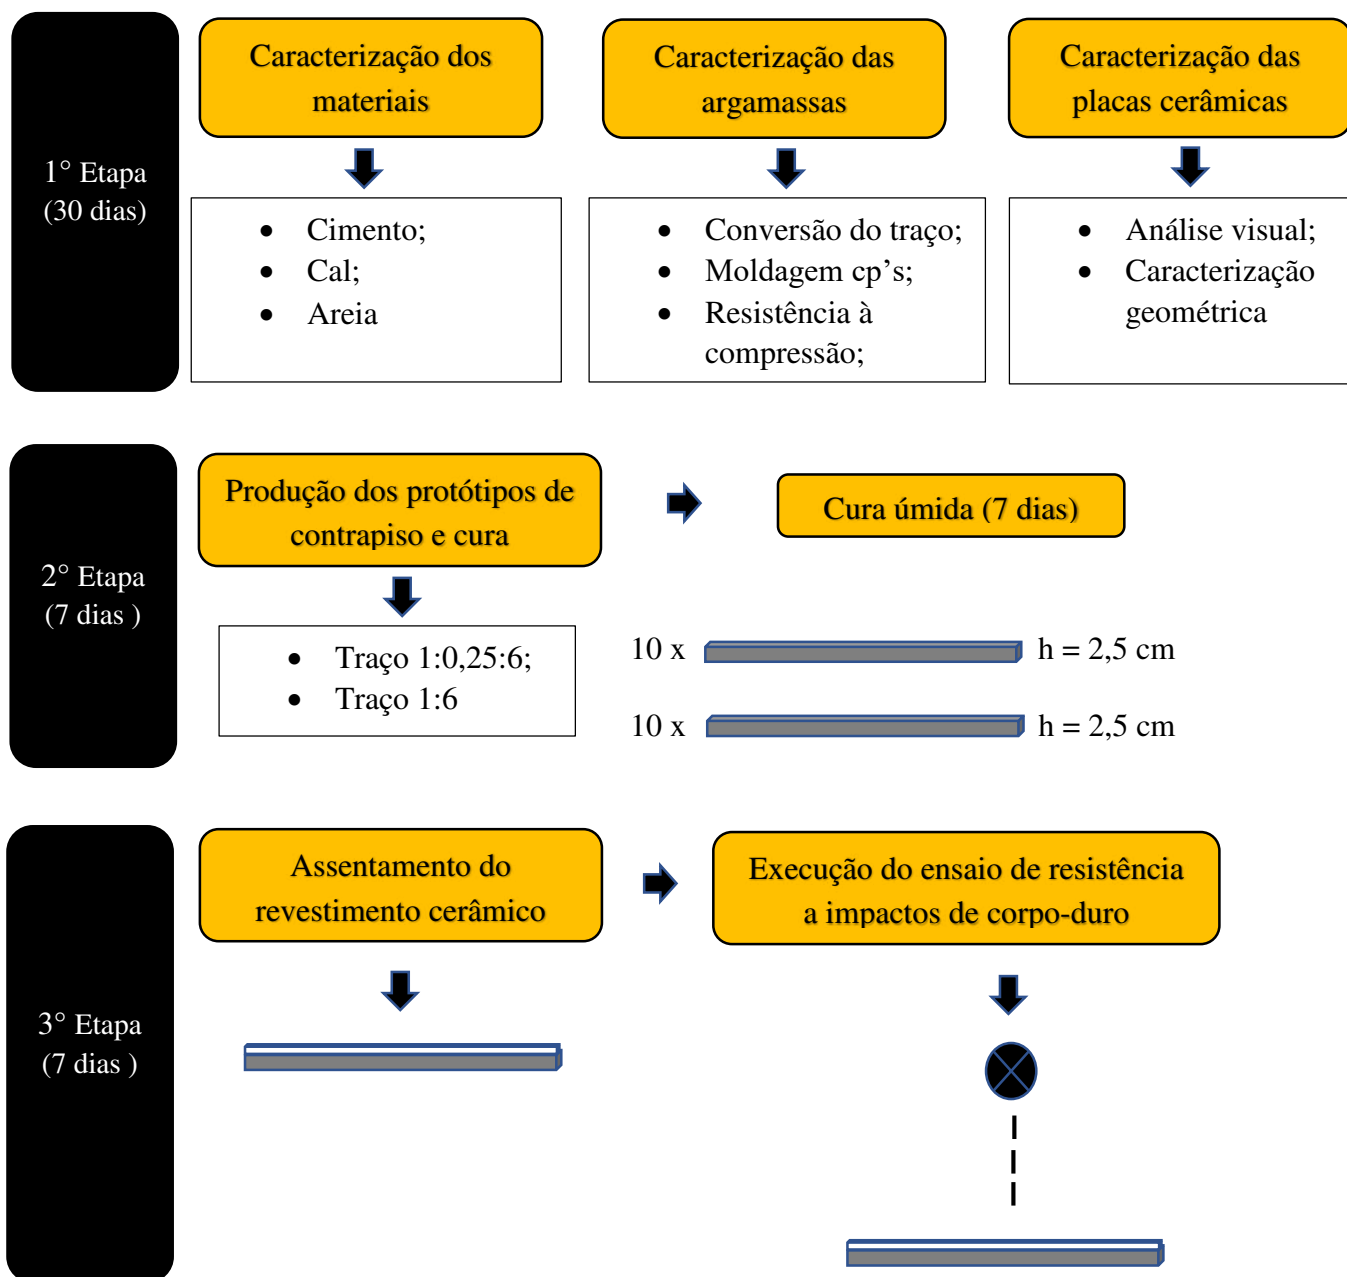 1° Etapa
(30 dias)
Caracterização dos
materiais
Caracterização das
argamassas
Caracterização das
placas cerâmicas
• Cimento;
• Cal;
• Areia
• Conversão do traço;
• Moldagem cp’s;
• Resistência à
compressão;
• Análise visual;
• Caracterização
geométrica
2° Etapa
(7 dias )
Produção dos protótipos de
contrapiso e cura
Cura úmida (7 dias)
• Traço 1:0,25:6;
• Traço 1:6
10 x h = 2,5 cm
10 x h = 2,5 cm
3° Etapa
(7 dias )
Assentamento do
revestimento cerâmico
Execução do ensaio de resistência
a impactos de corpo-duro